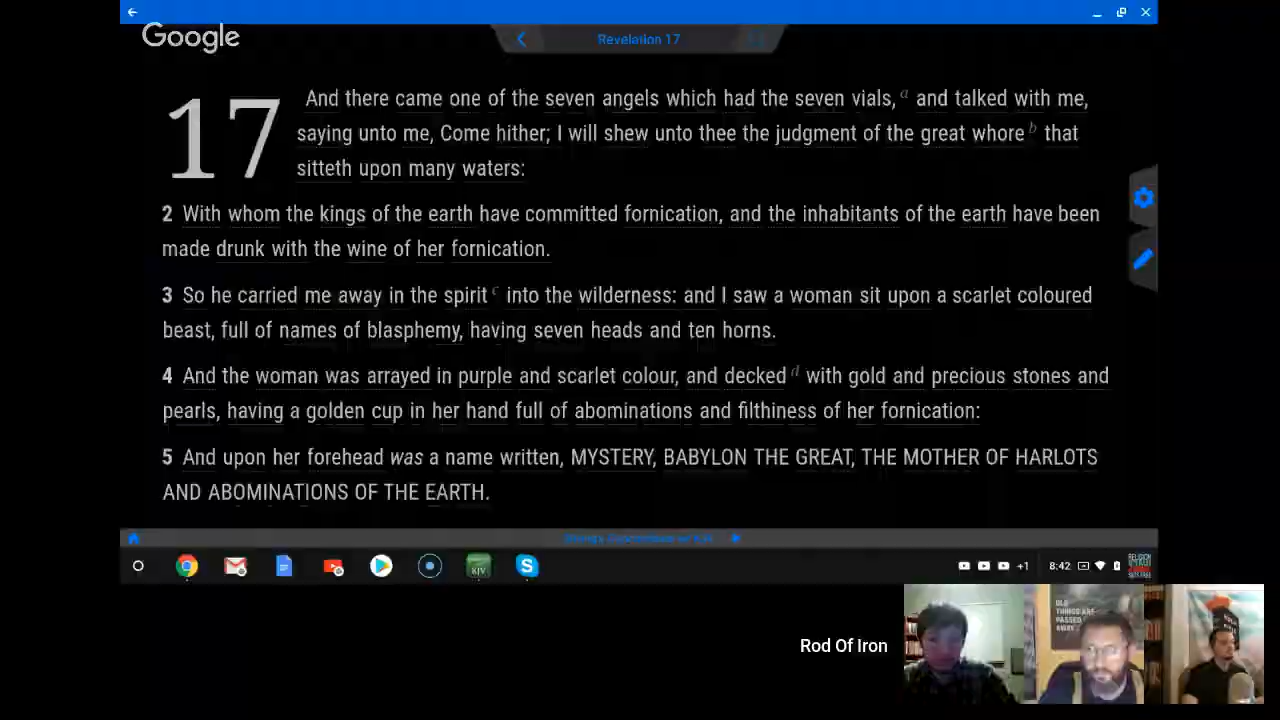 Google
Revelation 17
17 And there came one of the seven angels which had the seven vials, a and talked with me,
saying unto me, Come hither; I will shew unto thee the judgment of the great whore b that
sitteth upon many waters:
2 With whom the kings of the earth have committed fornication, and the inhabitants of the earth have been
made drunk with the wine of her fornication.
3 So he carried me away in the spirit c into the wilderness: and I saw a woman sit upon a scarlet coloured
beast, full of names of blasphemy, having seven heads and ten horns.
4 And the woman was arrayed in purple and scarlet colour, and decked d with gold and precious stones and
pearls, having a golden cup in her hand full of abominations and filthiness of her fornication:
5 And upon her forehead was a name written, MYSTERY, BABYLON THE GREAT, THE MOTHER OF HARLOTS
AND ABOMINATIONS OF THE EARTH.
KJV
+1
8:42
RELIGION
OLD
THINGS ARE
PASSED
AWAY
Rod Of Iron